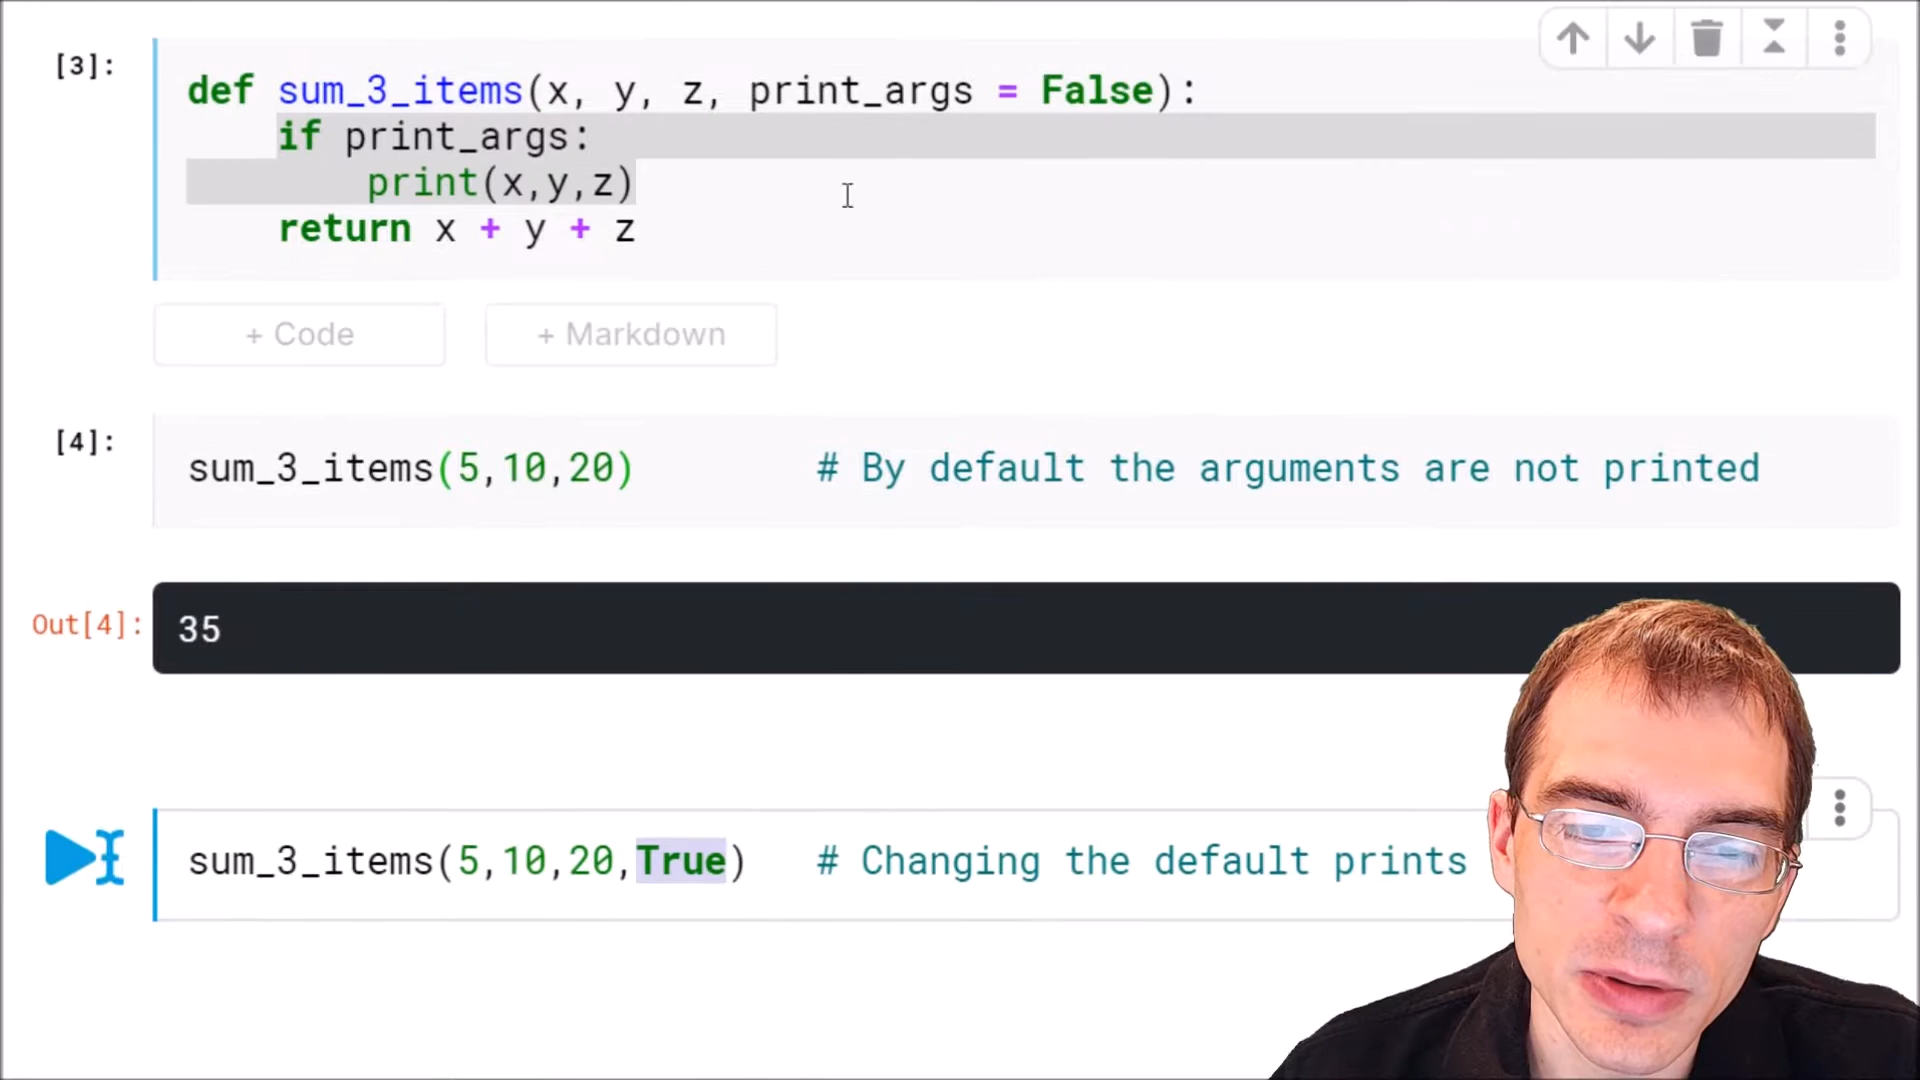 [3]:
def sum_3_items(x, y, z, print_args = False):
if print_args:
print(x,y,z)
return x + y + z
+ Code
+ Markdown
[4]:
sum_3_items(5,10,20) # By default the arguments are not printed
Out[4]:
35
sum_3_items(5,10,20,True) # Changing the default prints